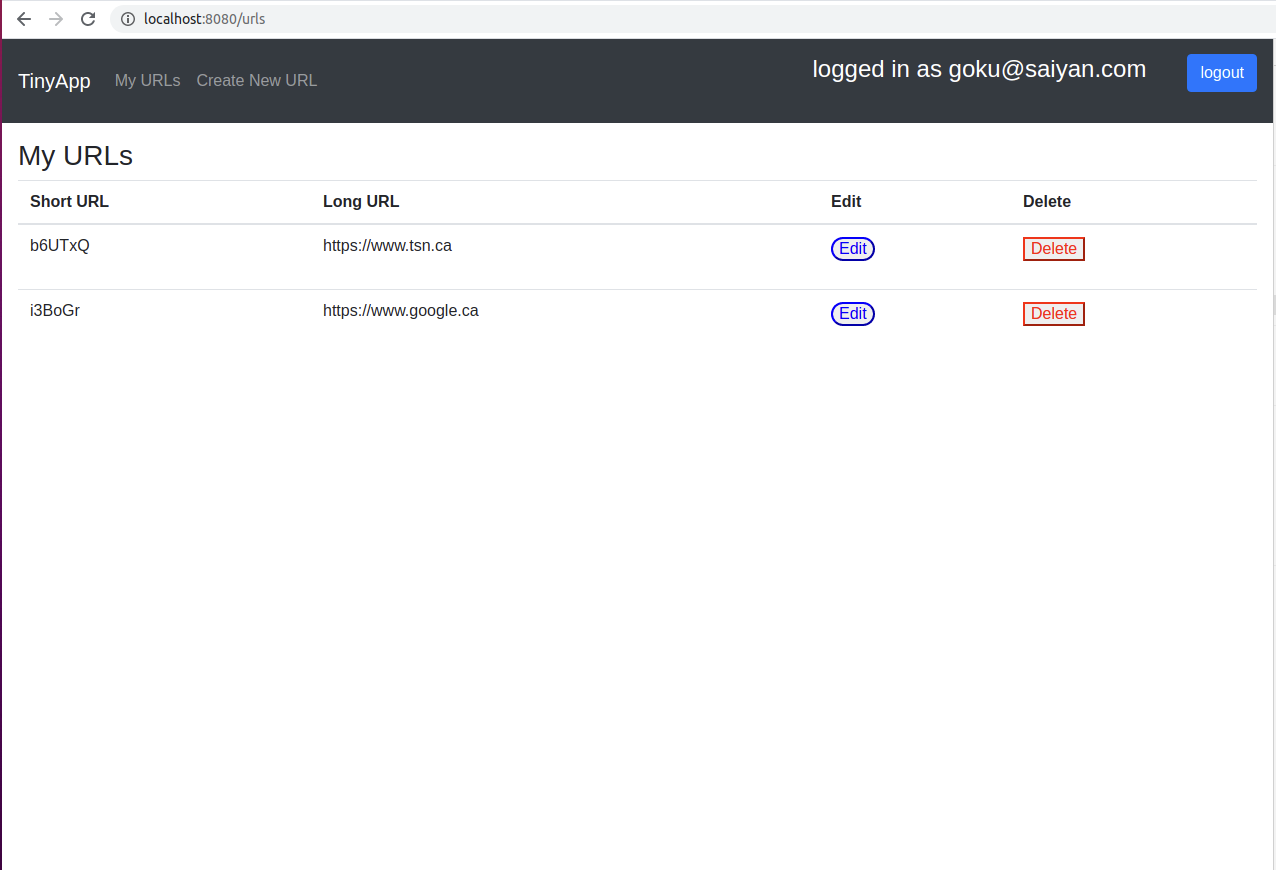 localhost:8080/urls
TinyApp My URLs Create New URL logged in as goku@saiyan.com logout
My URLs
Short URL Long URL Edit Delete
b6UTxQ https://www.tsn.ca Edit Delete
i3BoGr https://www.google.ca Edit Delete